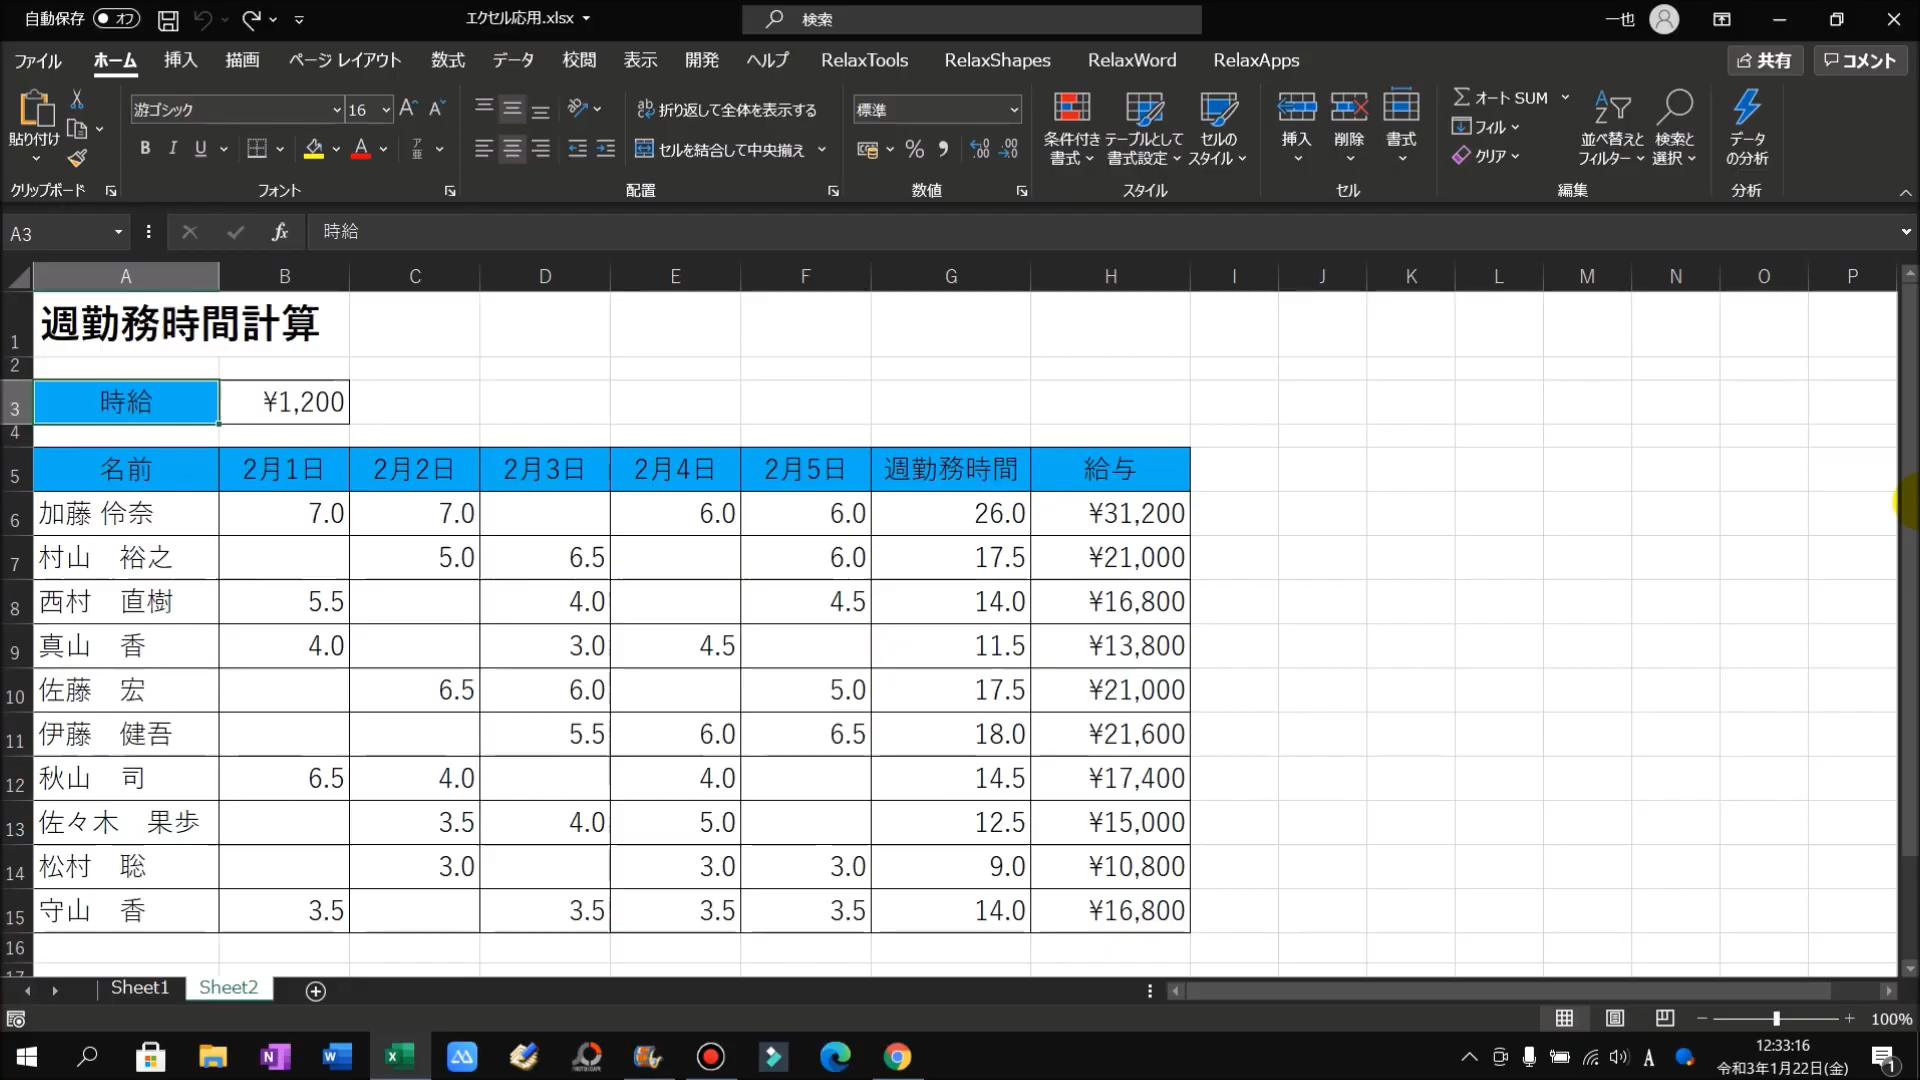 自動保存 オフ エクセル応用.xlsx 検索 一也
ファイル ホーム 挿入 描画 ページ レイアウト 数式 データ 校閲 表示 開発 ヘルプ RelaxTools RelaxShapes RelaxWord RelaxApps 共有 コメント
貼り付け 游ゴシック 16 A A 折り返して全体を表示する 標準 条件付き書式 テーブルとして書式設定 セルのスタイル 挿入 削除 書式 オート SUM フィル クリア 並べ替えとフィルター 検索と選択 データの分析
B I U A セルを結合して中央揃え %
クリップボード フォント 配置 数値 スタイル セル 編集 分析
A3 fx 時給
A B C D E F G H I J K L M N O P
1 週勤務時間計算
2
3 時給 ¥1,200
4
5 名前 2月1日 2月2日 2月3日 2月4日 2月5日 週勤務時間 給与
6 加藤 伶奈 7.0 7.0 6.0 6.0 26.0 ¥31,200
7 村山　裕之 5.0 6.5 6.0 17.5 ¥21,000
8 西村　直樹 5.5 4.0 4.5 14.0 ¥16,800
9 真山　香 4.0 3.0 4.5 11.5 ¥13,800
10 佐藤　宏 6.5 6.0 5.0 17.5 ¥21,000
11 伊藤　健吾 5.5 6.0 6.5 18.0 ¥21,600
12 秋山　司 6.5 4.0 4.0 14.5 ¥17,400
13 佐々木　果歩 3.5 4.0 5.0 12.5 ¥15,000
14 松村　聡 3.0 3.0 3.0 9.0 ¥10,800
15 守山　香 3.5 3.5 3.5 3.5 14.0 ¥16,800
16
17
Sheet1 Sheet2
100%
12:33:16
令和3年1月22日(金)
A 1